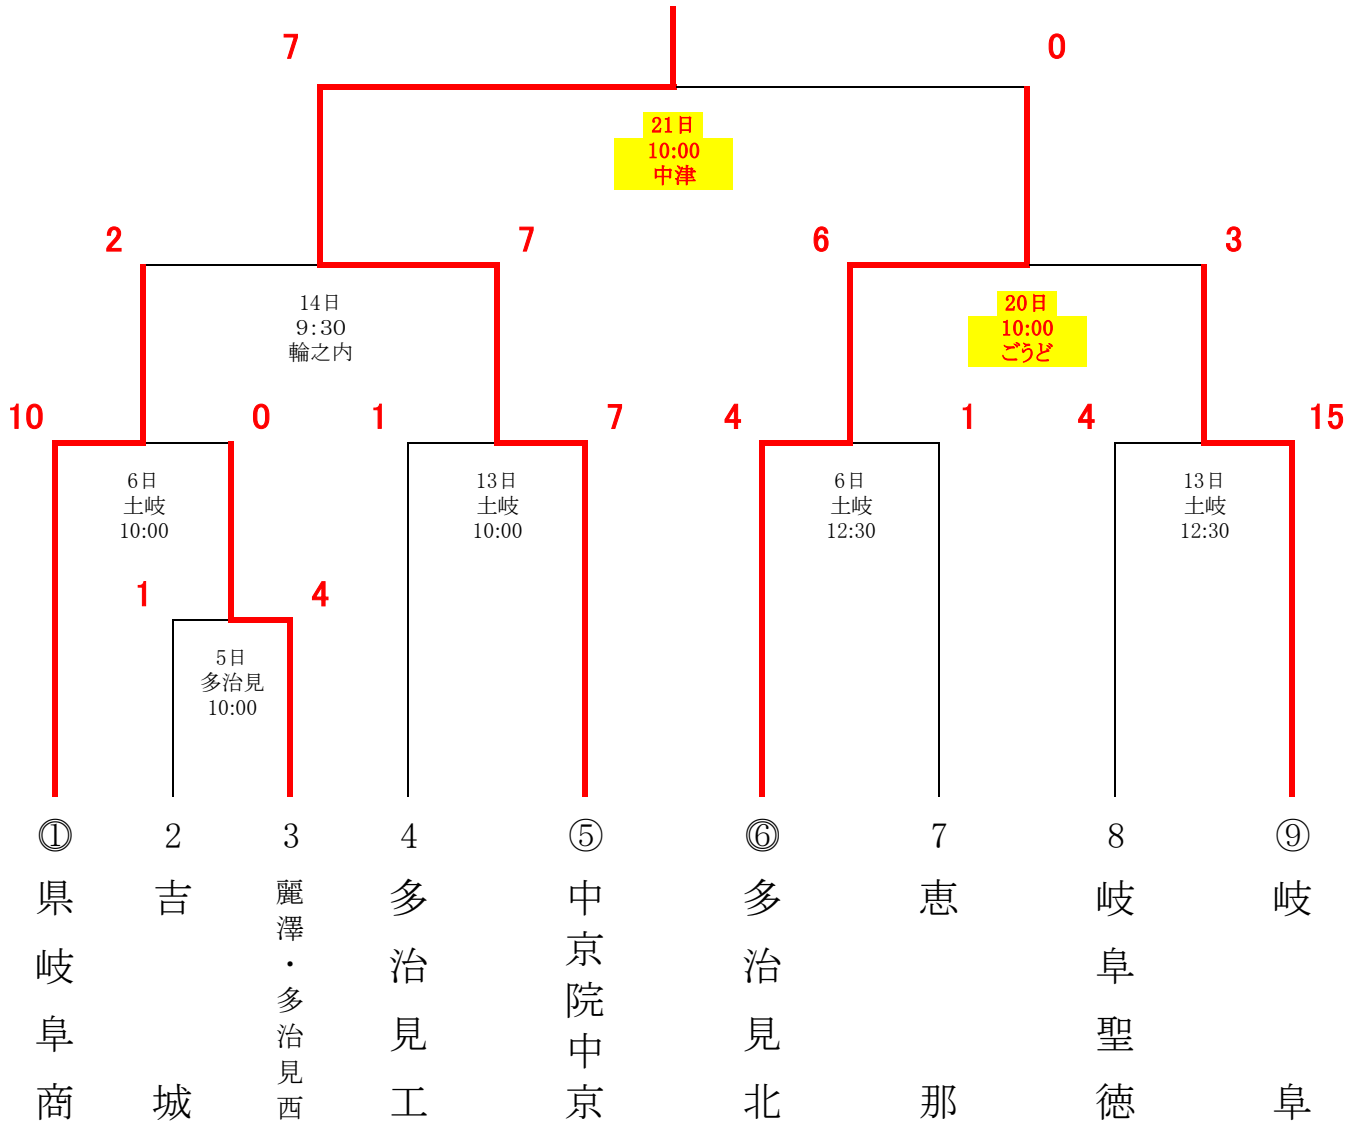 7 0
21日
10:00
中津
2 7 6 3
14日
9:30
輪之内
20日
10:00
ごうど
10 0 1 7 4 1 4 15
6日
土岐
10:00
13日
土岐
10:00
6日
土岐
12:30
13日
土岐
12:30
1 4
5日
多治見
10:00
① 2 3 4 ⑤ ⑥ 7 8 ⑨
県岐阜商
吉城
麗澤・多治見西
多治見工
中京院中京
多治見北
恵那
岐阜聖徳
岐阜